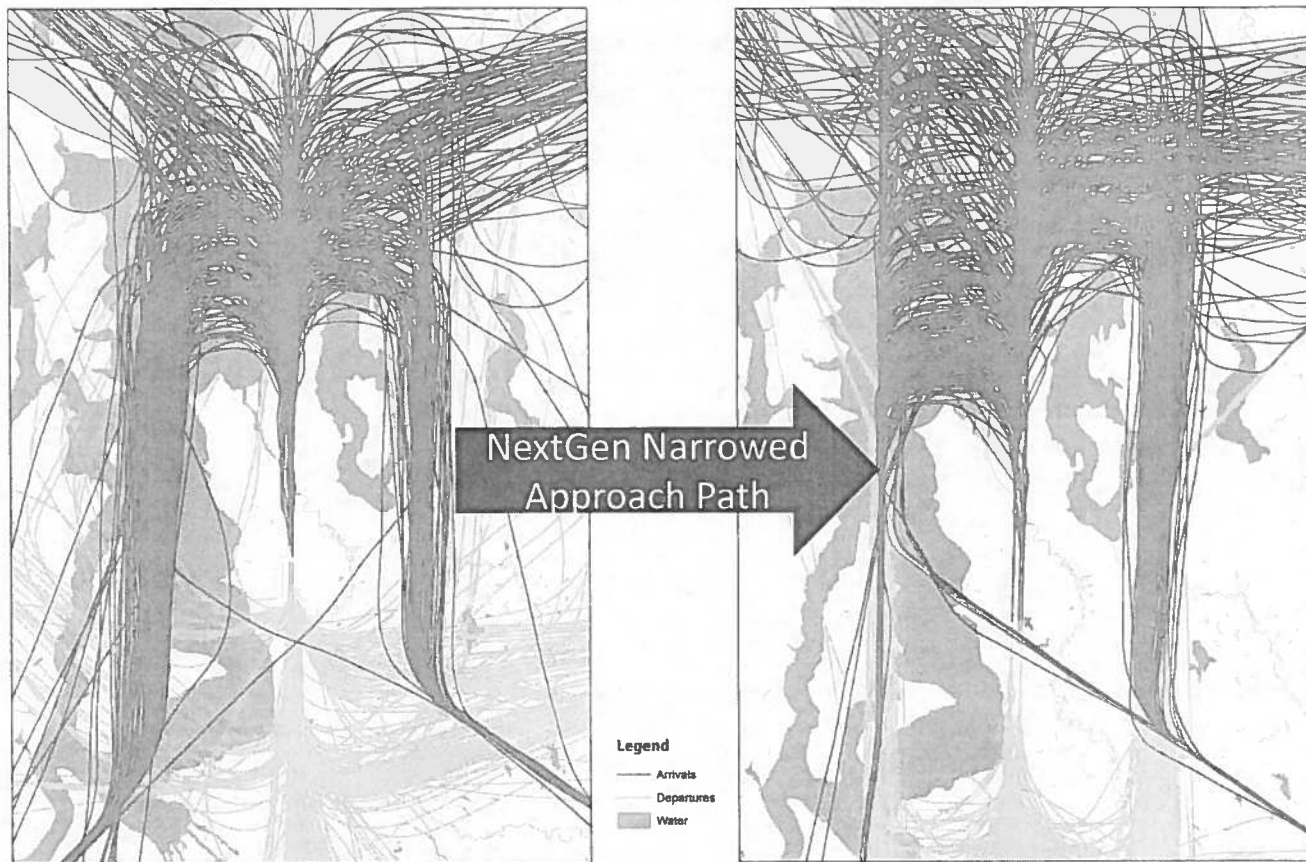 NextGen Narrowed
Approach Path
Legend
Arrivals
Departures
Water